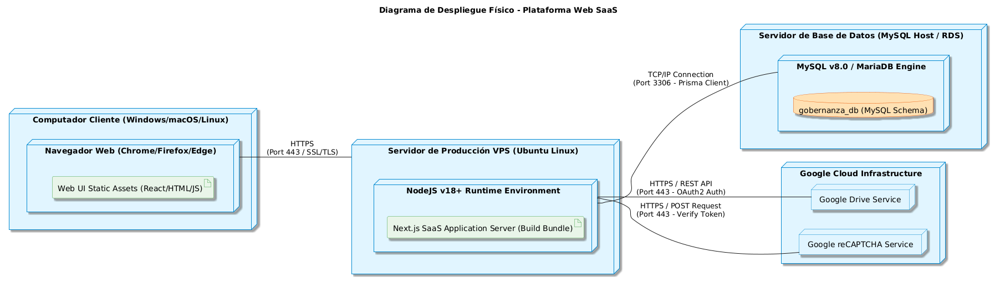 Diagrama de Despliegue Físico - Plataforma Web SaaS
Computador Cliente (Windows/macOS/Linux)
Navegador Web (Chrome/Firefox/Edge)
Web UI Static Assets (React/HTML/JS)
HTTPS
(Port 443 / SSL/TLS)
Servidor de Producción VPS (Ubuntu Linux)
NodeJS v18+ Runtime Environment
Next.js SaaS Application Server (Build Bundle)
TCP/IP Connection
(Port 3306 - Prisma Client)
HTTPS / REST API
(Port 443 - OAuth2 Auth)
HTTPS / POST Request
(Port 443 - Verify Token)
Servidor de Base de Datos (MySQL Host / RDS)
MySQL v8.0 / MariaDB Engine
gobernanza_db (MySQL Schema)
Google Cloud Infrastructure
Google Drive Service
Google reCAPTCHA Service